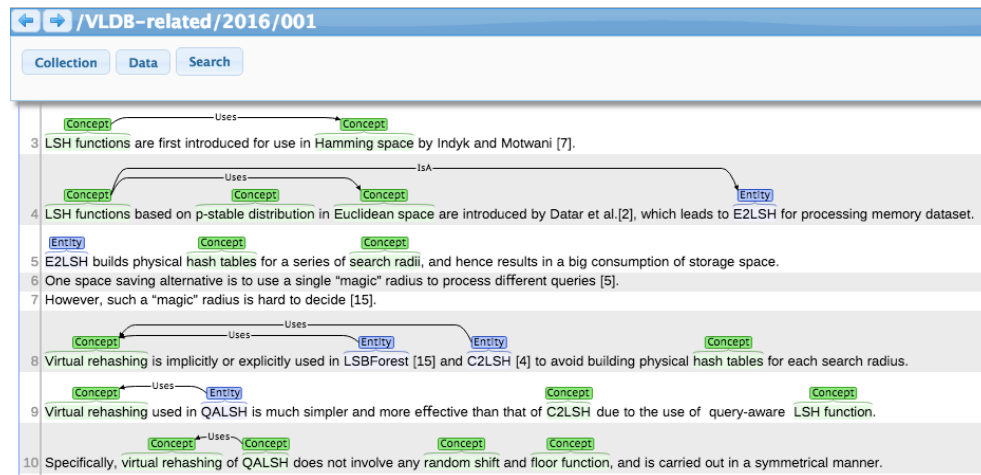 /VLDB-related/2016/001
Collection Data Search
Uses
Concept Concept
3 LSH functions are first introduced for use in Hamming space by Indyk and Motwani [7].
IsA
Uses
Concept Concept Concept Entity
4 LSH functions based on p-stable distribution in Euclidean space are introduced by Datar et al.[2], which leads to E2LSH for processing memory dataset.
Entity Concept Concept
5 E2LSH builds physical hash tables for a series of search radii, and hence results in a big consumption of storage space.
6 One space saving alternative is to use a single “magic” radius to process different queries [5].
7 However, such a “magic” radius is hard to decide [15].
Uses
Uses
Concept Entity Entity Concept
8 Virtual rehashing is implicitly or explicitly used in LSBForest [15] and C2LSH [4] to avoid building physical hash tables for each search radius.
Uses
Concept Entity Concept Concept
9 Virtual rehashing used in QALSH is much simpler and more effective than that of C2LSH due to the use of query-aware LSH function.
Uses
Concept Concept Concept Concept
10 Specifically, virtual rehashing of QALSH does not involve any random shift and floor function, and is carried out in a symmetrical manner.